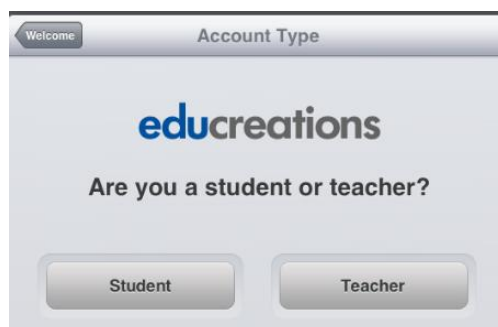 Welcome Account Type
educreations
Are you a student or teacher?
Student Teacher